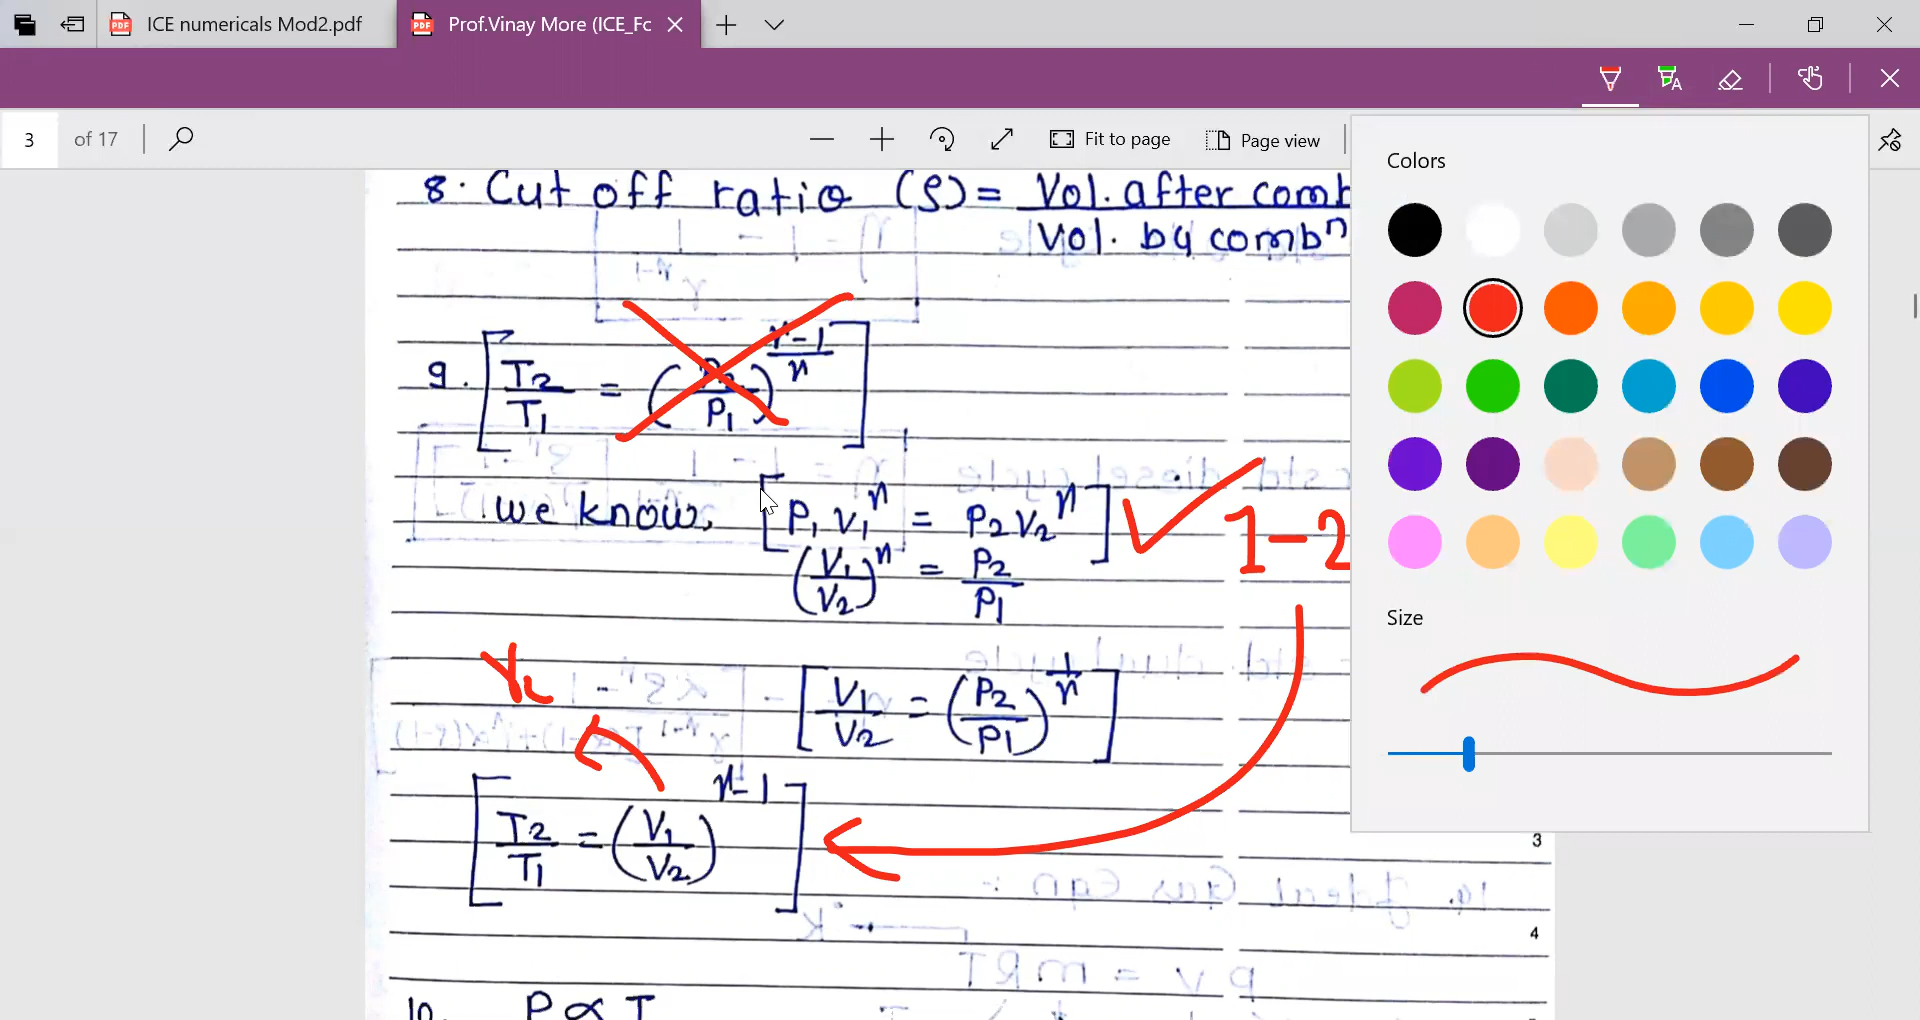 ICE numericals Mod2.pdf
Prof.Vinay More (ICE_Fc
3 of 17
Fit to page
Page view
Colors
Size
8. Cut off ratio (ρ) = Vol. after comb
Vol. by combⁿ
9. [T₂/T₁ = (P₂/P₁)^(n-1)/n]
we know, [P₁V₁ⁿ = P₂V₂ⁿ] ✓ 1-2
(V₁/V₂)ⁿ = P₂/P₁
[V₁/V₂ = (P₂/P₁)^1/n]
[T₂/T₁ = (V₁/V₂)^n-1]
3
4
10. P ∝ T